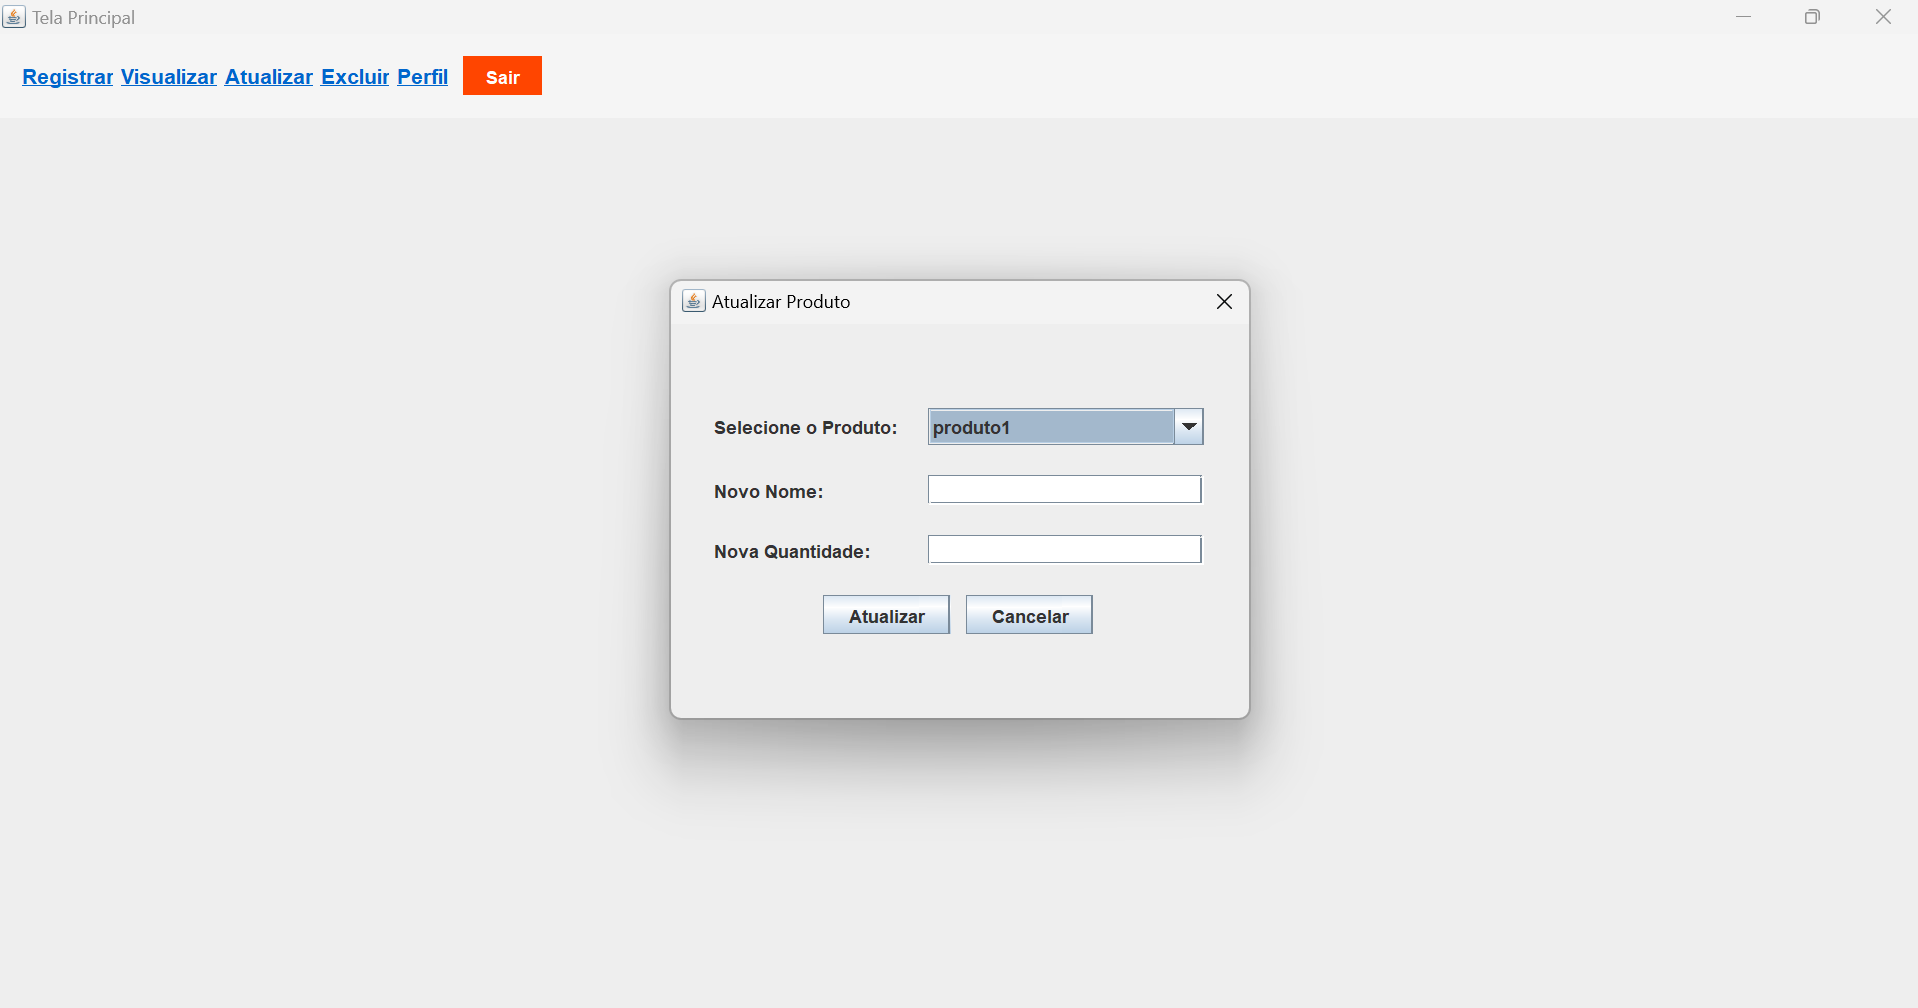 Tela Principal
Registrar Visualizar Atualizar Excluir Perfil Sair
Atualizar Produto
Selecione o Produto: produto1
Novo Nome:
Nova Quantidade:
Atualizar Cancelar